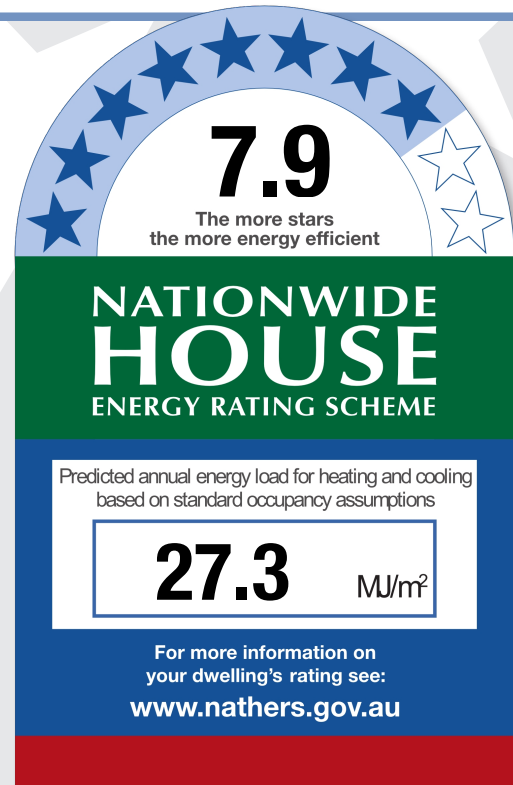 7.9
The more stars
the more energy efficient
NATIONWIDE
HOUSE
ENERGY RATING SCHEME
Predicted annual energy load for heating and cooling
based on standard occupancy assumptions
27.3 MJ/m²
For more information on
your dwelling's rating see:
www.nathers.gov.au